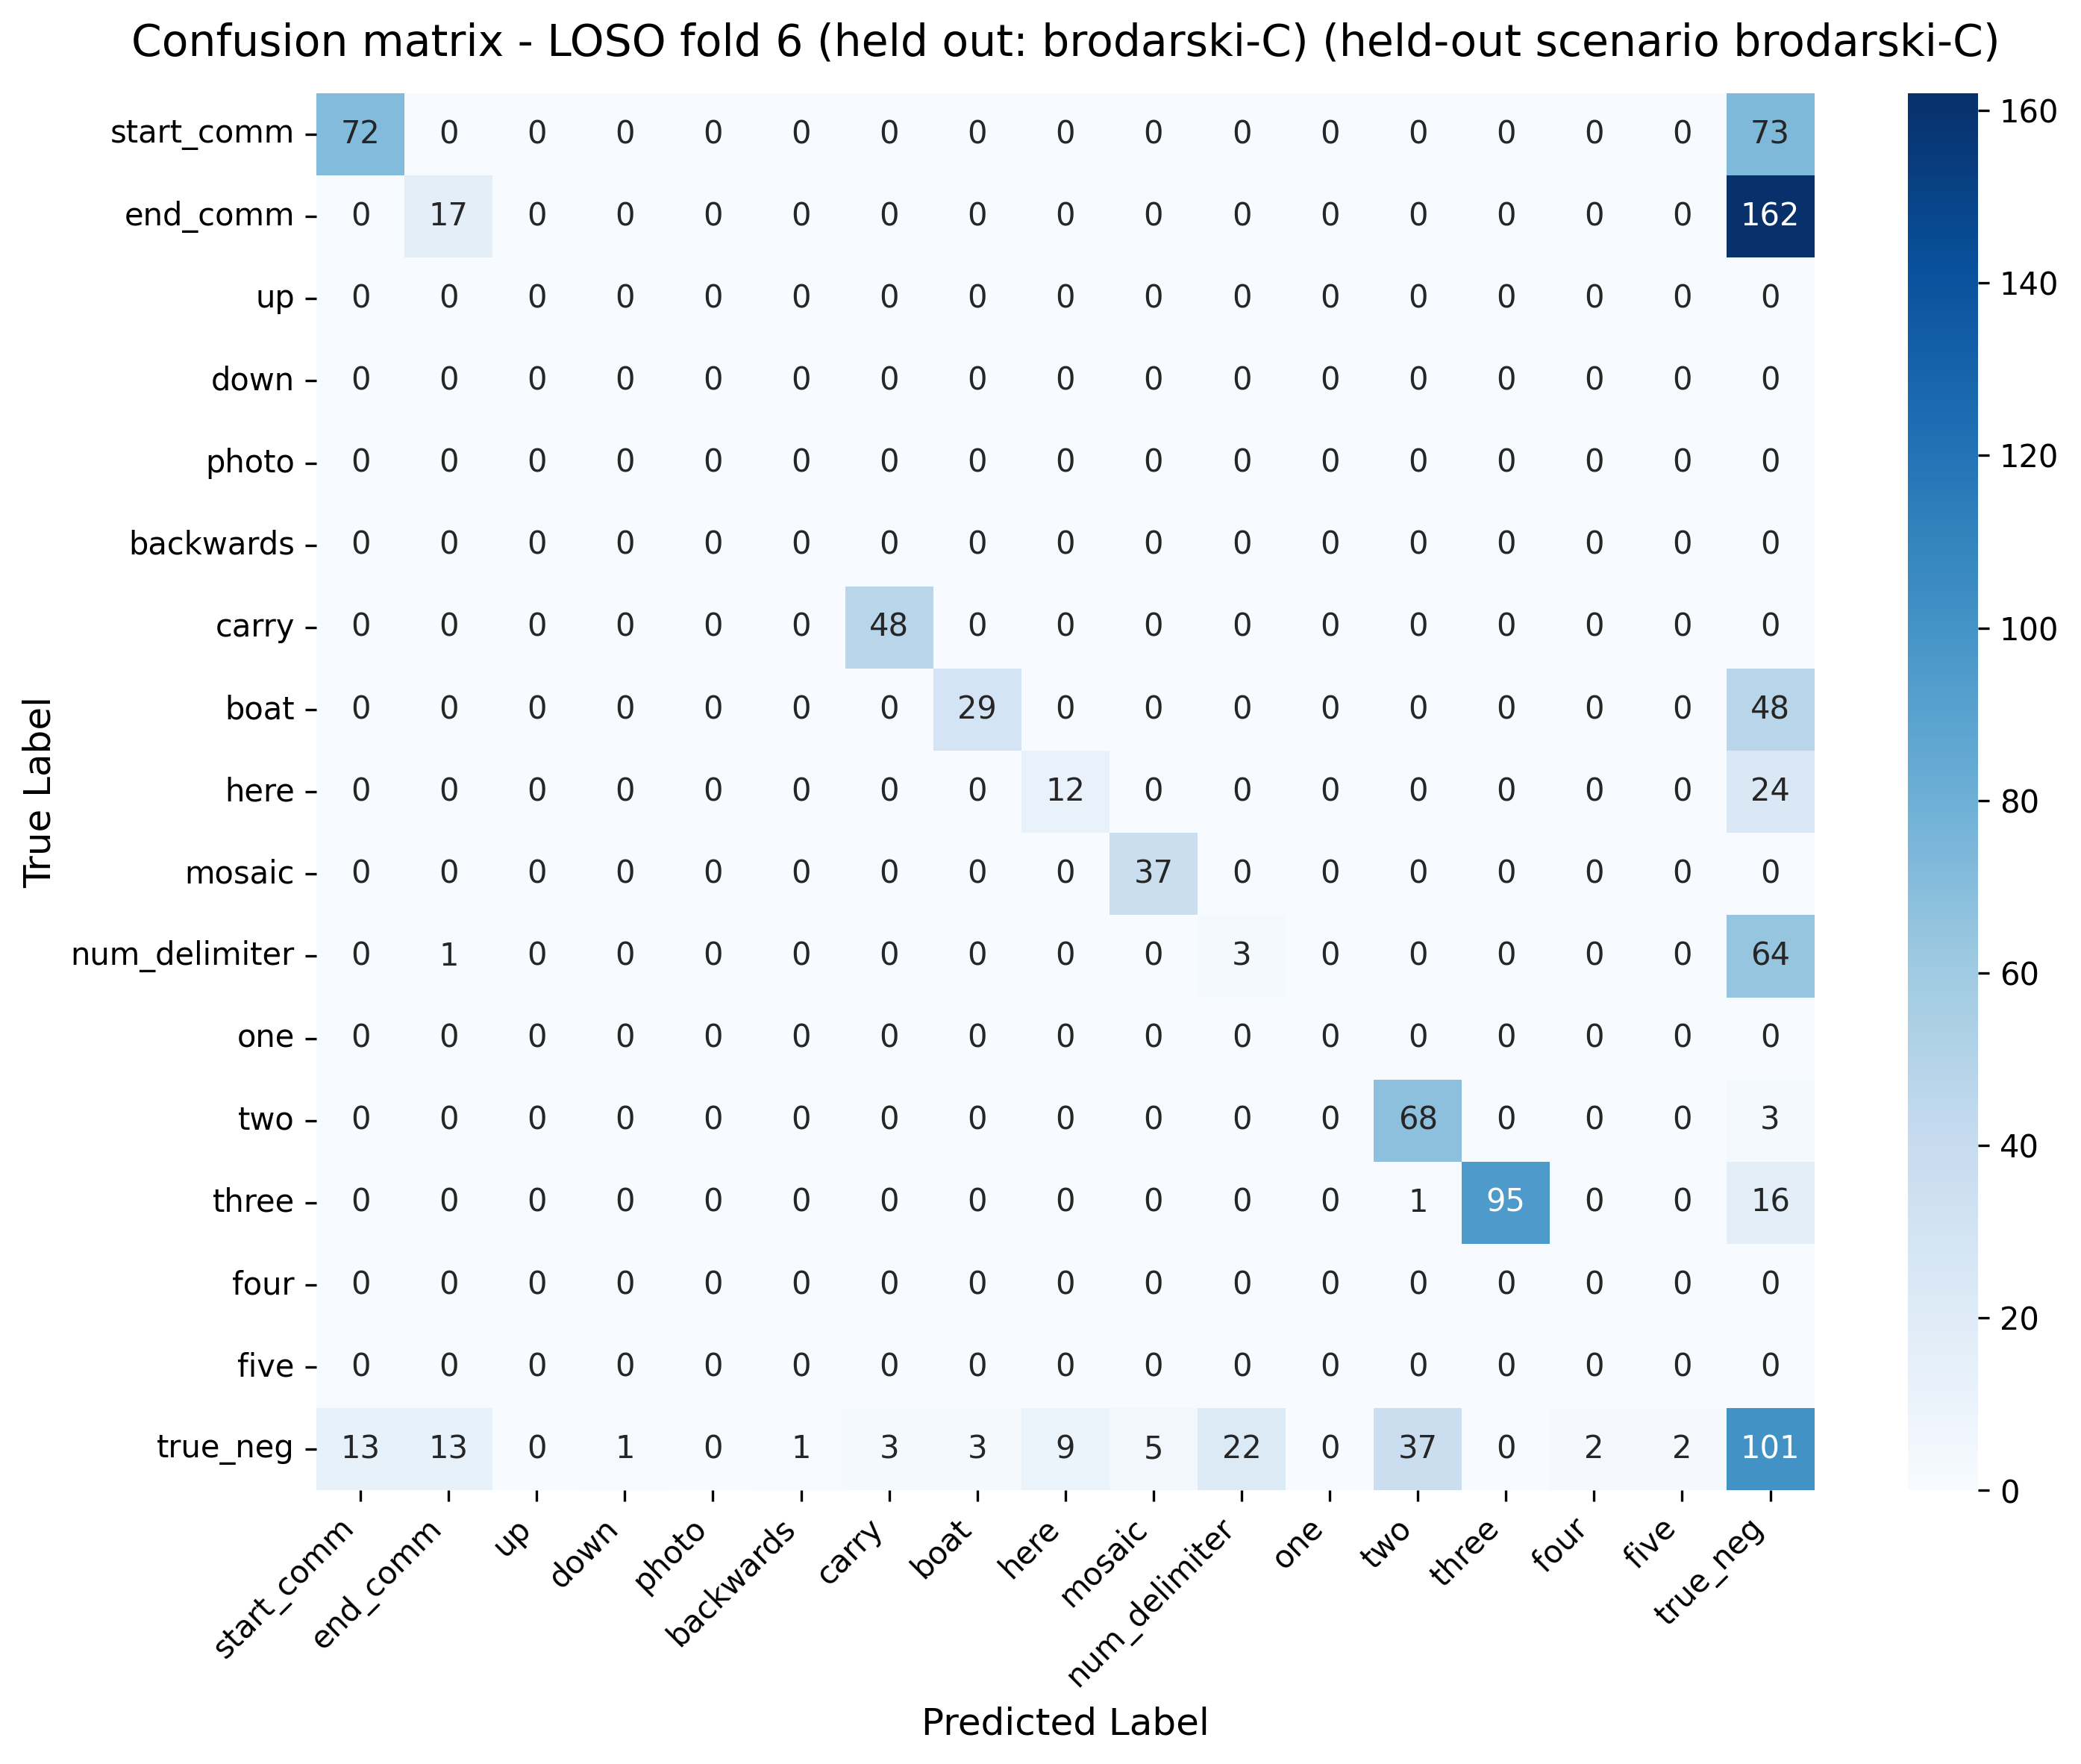 Confusion matrix - LOSO fold 6 (held out: brodarski-C) (held-out scenario brodarski-C)
True Label
start_comm 72 0 0 0 0 0 0 0 0 0 0 0 0 0 0 0 73
end_comm 0 17 0 0 0 0 0 0 0 0 0 0 0 0 0 0 162
up 0 0 0 0 0 0 0 0 0 0 0 0 0 0 0 0 0
down 0 0 0 0 0 0 0 0 0 0 0 0 0 0 0 0 0
photo 0 0 0 0 0 0 0 0 0 0 0 0 0 0 0 0 0
backwards 0 0 0 0 0 0 0 0 0 0 0 0 0 0 0 0 0
carry 0 0 0 0 0 0 48 0 0 0 0 0 0 0 0 0 0
boat 0 0 0 0 0 0 0 29 0 0 0 0 0 0 0 0 48
here 0 0 0 0 0 0 0 0 12 0 0 0 0 0 0 0 24
mosaic 0 0 0 0 0 0 0 0 0 37 0 0 0 0 0 0 0
num_delimiter 0 1 0 0 0 0 0 0 0 0 3 0 0 0 0 0 64
one 0 0 0 0 0 0 0 0 0 0 0 0 0 0 0 0 0
two 0 0 0 0 0 0 0 0 0 0 0 0 68 0 0 0 3
three 0 0 0 0 0 0 0 0 0 0 0 0 1 95 0 0 16
four 0 0 0 0 0 0 0 0 0 0 0 0 0 0 0 0 0
five 0 0 0 0 0 0 0 0 0 0 0 0 0 0 0 0 0
true_neg 13 13 0 1 0 1 3 3 9 5 22 0 37 0 2 2 101
start_comm end_comm up down photo backwards carry boat here mosaic num_delimiter one two three four five true_neg
Predicted Label
160
140
120
100
80
60
40
20
0